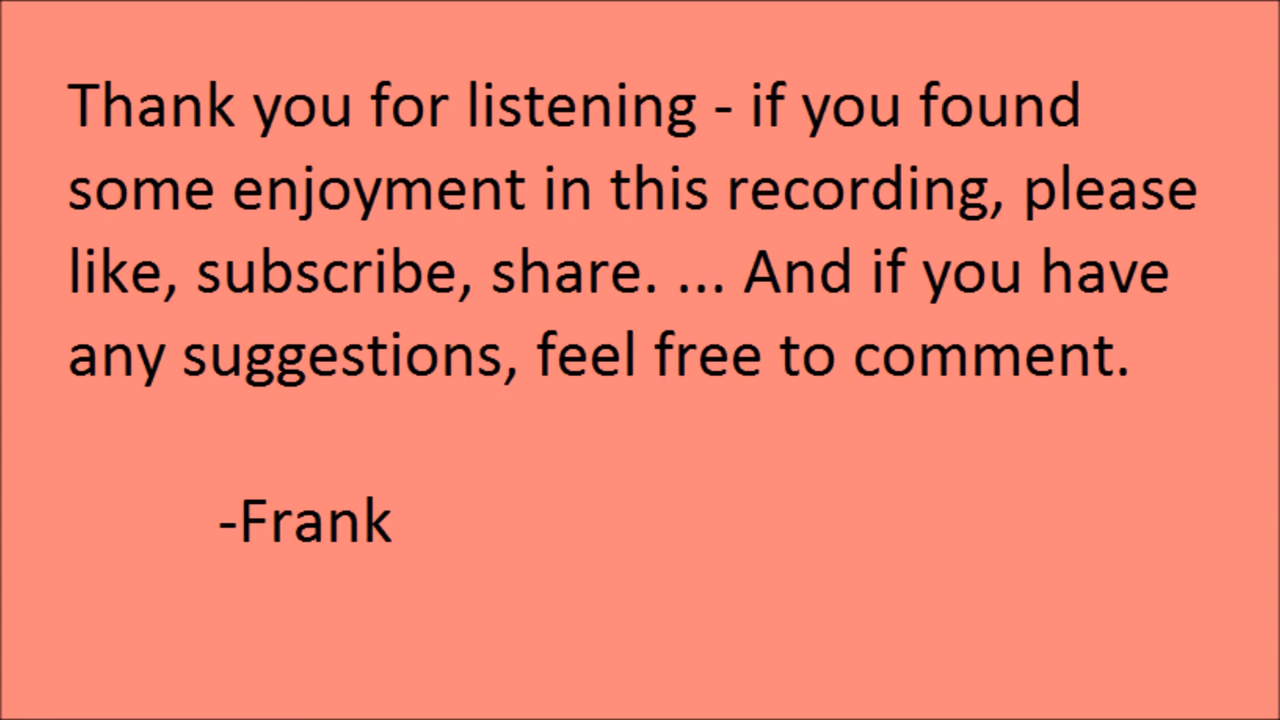 Thank you for listening - if you found
some enjoyment in this recording, please
like, subscribe, share. ... And if you have
any suggestions, feel free to comment.
-Frank